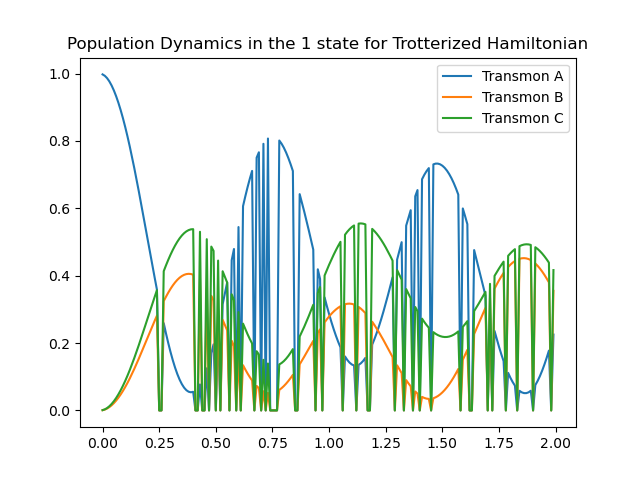 Population Dynamics in the 1 state for Trotterized Hamiltonian
Transmon A
Transmon B
Transmon C
1.0
0.8
0.6
0.4
0.2
0.0
0.00 0.25 0.50 0.75 1.00 1.25 1.50 1.75 2.00